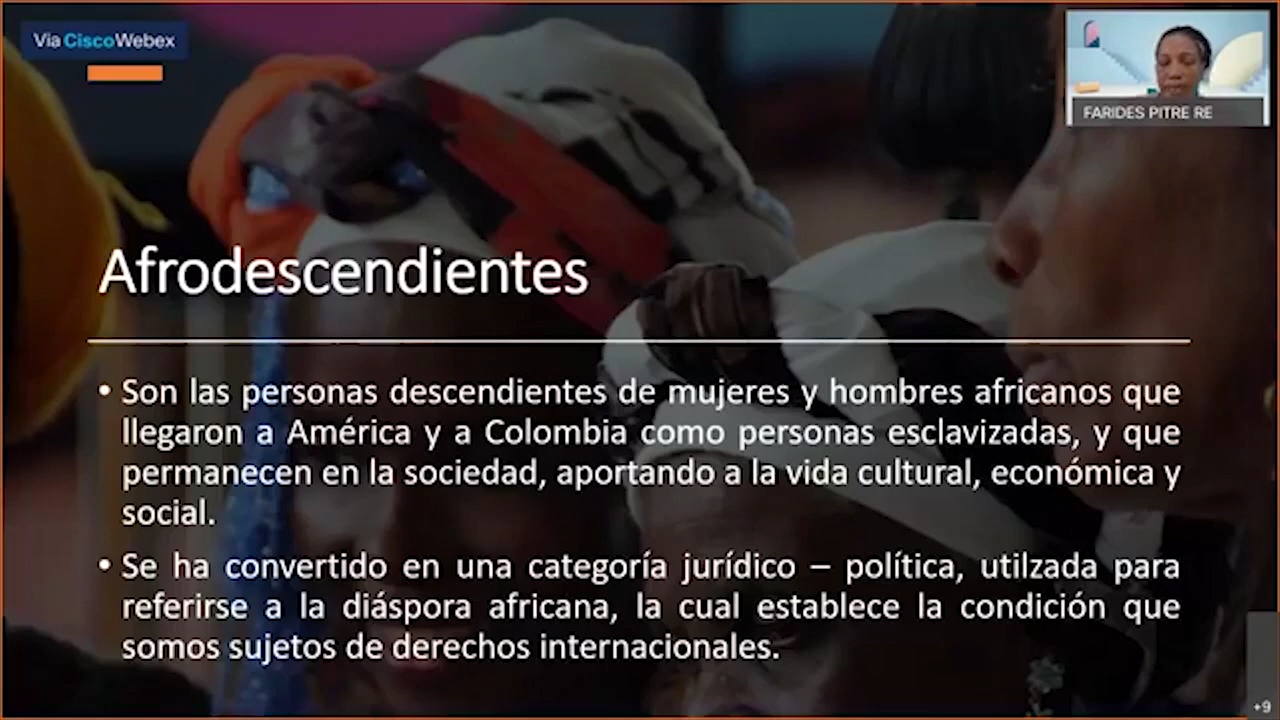 Via CiscoWebex
FARIDES PITRE RE
Afrodescendientes
• Son las personas descendientes de mujeres y hombres africanos que
llegaron a América y a Colombia como personas esclavizadas, y que
permanecen en la sociedad, aportando a la vida cultural, económica y
social.
• Se ha convertido en una categoría jurídico – política, utilzada para
referirse a la diáspora africana, la cual establece la condición que
somos sujetos de derechos internacionales.
+9